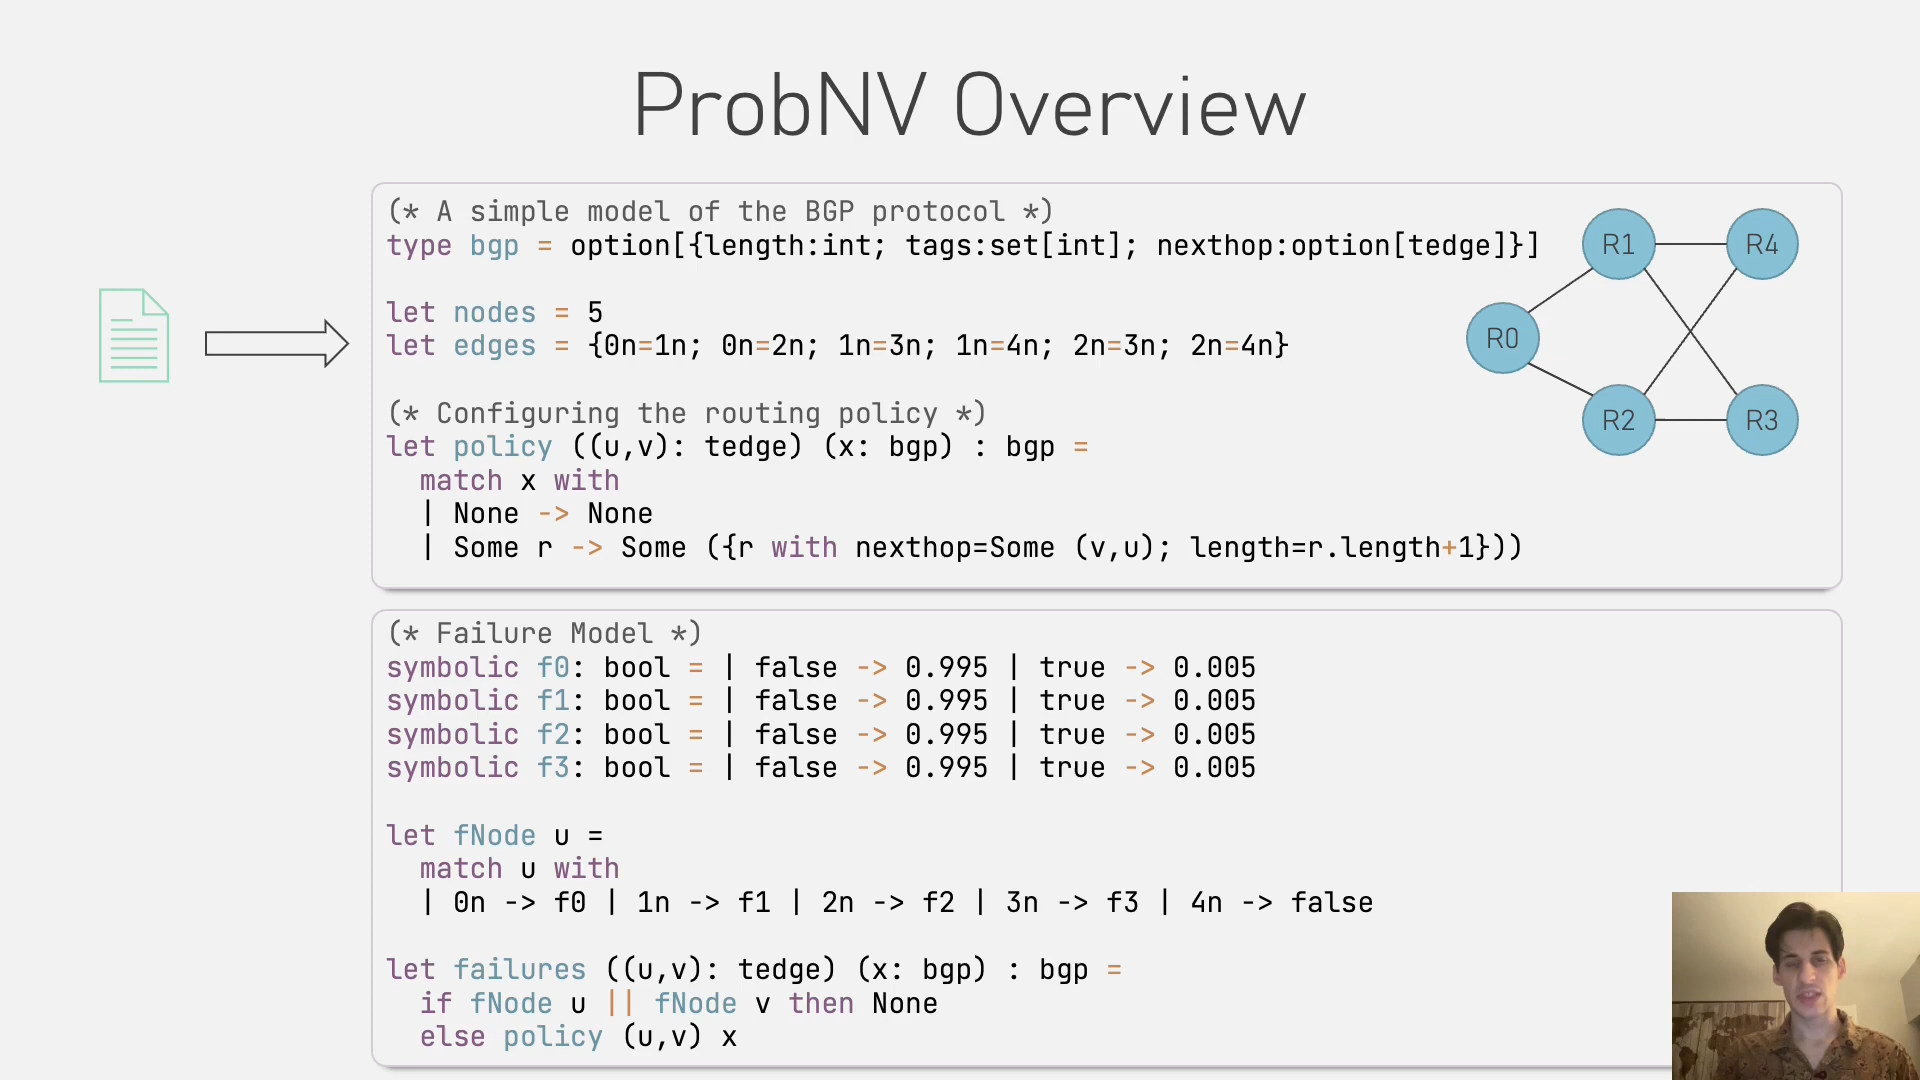 ProbNV Overview
(* A simple model of the BGP protocol *)
type bgp = option[{length:int; tags:set[int]; nexthop:option[tedge]}]
let nodes = 5
let edges = {0n=1n; 0n=2n; 1n=3n; 1n=4n; 2n=3n; 2n=4n}
(* Configuring the routing policy *)
let policy ((u,v): tedge) (x: bgp) : bgp =
match x with
| None -> None
| Some r -> Some ({r with nexthop=Some (v,u); length=r.length+1}))
R1
R4
R0
R2
R3
(* Failure Model *)
symbolic f0: bool = | false -> 0.995 | true -> 0.005
symbolic f1: bool = | false -> 0.995 | true -> 0.005
symbolic f2: bool = | false -> 0.995 | true -> 0.005
symbolic f3: bool = | false -> 0.995 | true -> 0.005
let fNode u =
match u with
| 0n -> f0 | 1n -> f1 | 2n -> f2 | 3n -> f3 | 4n -> false
let failures ((u,v): tedge) (x: bgp) : bgp =
if fNode u || fNode v then None
else policy (u,v) x